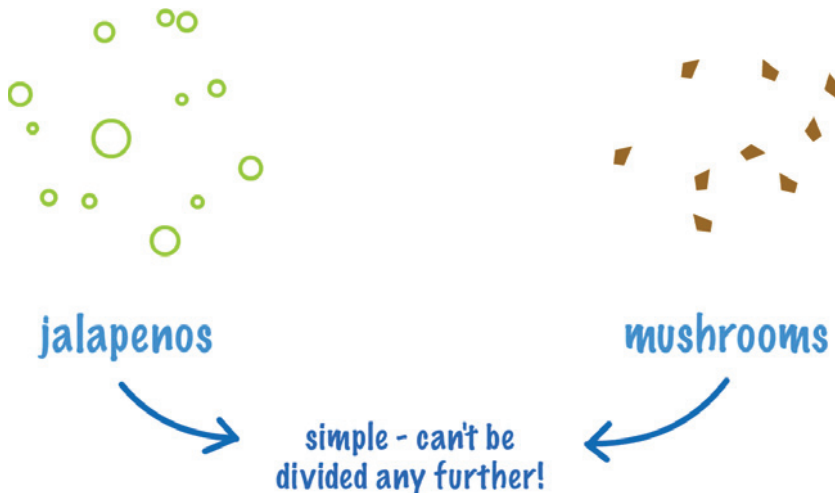 jalapenos
mushrooms
simple - can't be
divided any further!